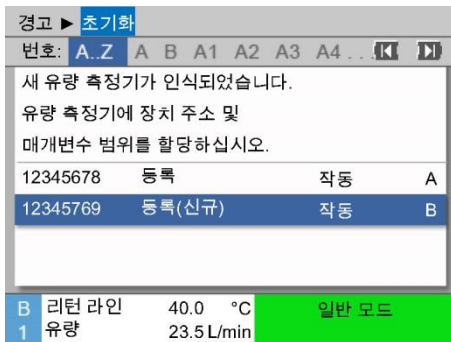 경고 ▶ 초기화
번호: A..Z A B A1 A2 A3 A4 . .
새 유량 측정기가 인식되었습니다.
유량 측정기에 장치 주소 및
매개변수 범위를 할당하십시오.
12345678 등록 작동 A
12345769 등록(신규) 작동 B
B 리턴 라인 40.0 °C 일반 모드
1 유량 23.5 L/min